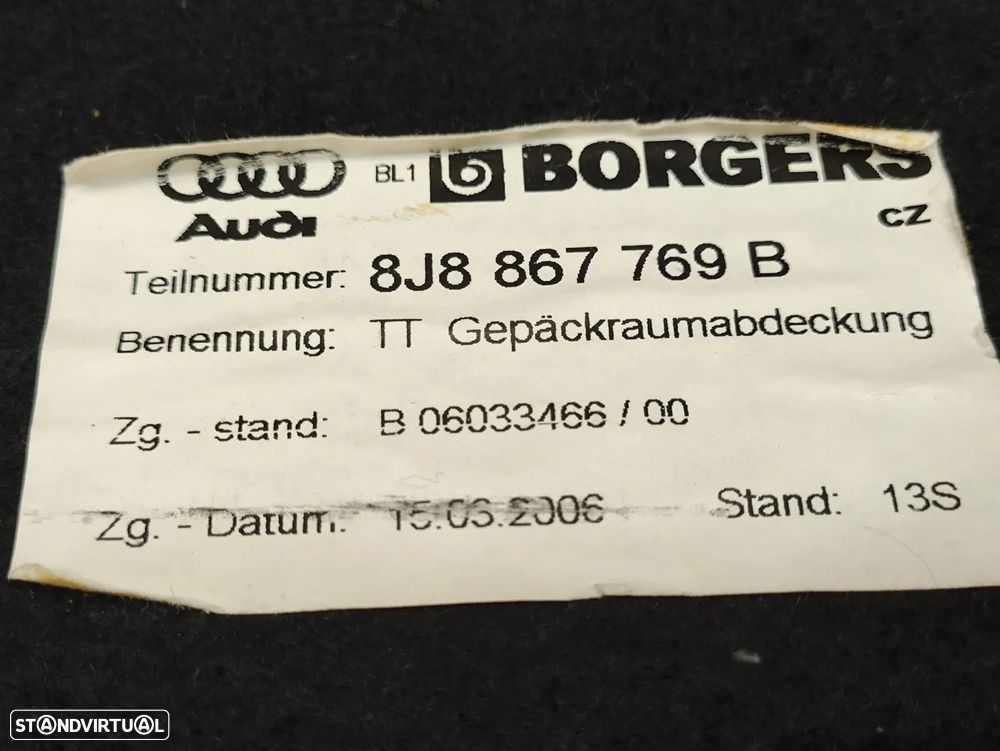 BL1 BORGERS
Audi
CZ
Teilnummer: 8J8 867 769 B
Benennung: TT Gepäckraumabdeckung
Zg. - stand: B 06033466 / 00
Zg. - Datum: 15.03.2006 Stand: 13S
STANDVIRTUAL